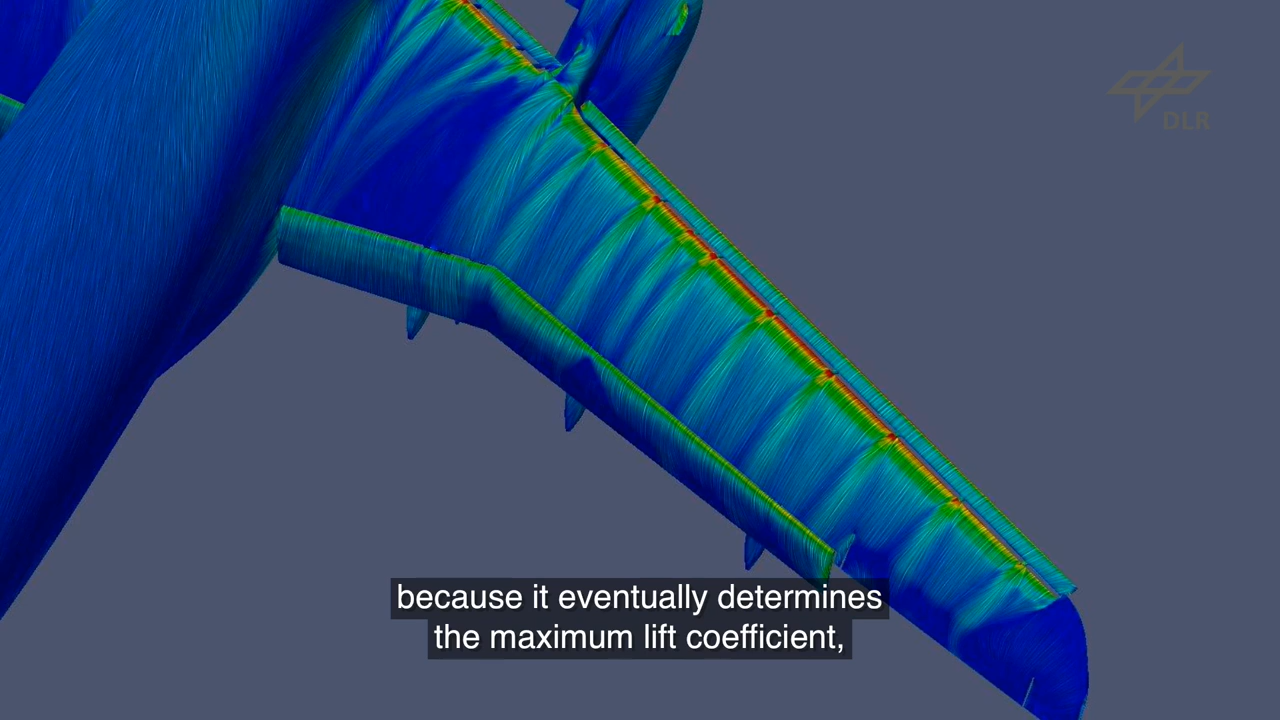 DLR
because it eventually determines
the maximum lift coefficient,